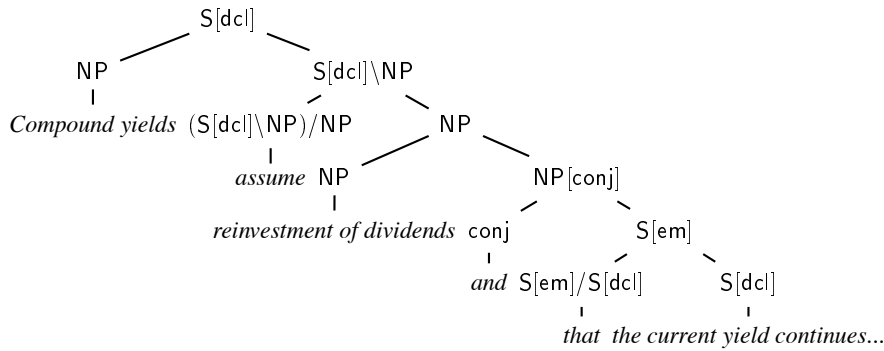 S[dcl]
NP S[dcl]\NP
Compound yields (S[dcl]\NP)/NP NP
assume NP NP[conj]
reinvestment of dividends conj S[em]
and S[em]/S[dcl] S[dcl]
that the current yield continues...